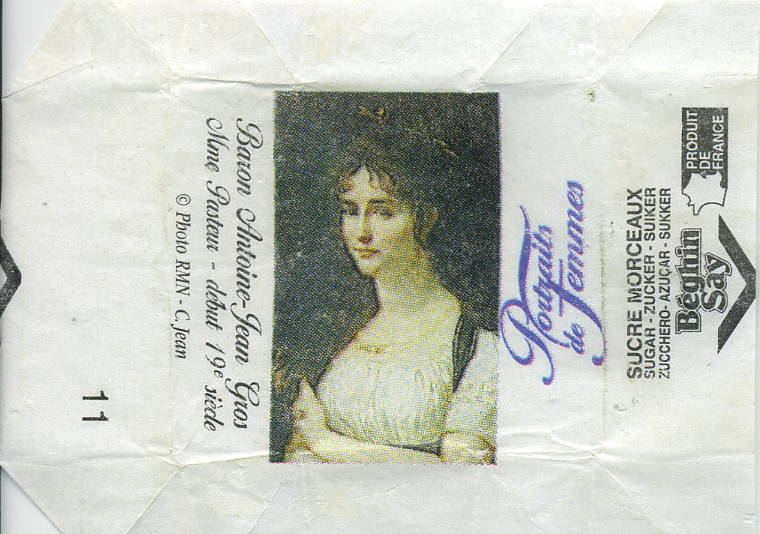 Baron Antoine-Jean Gros
Mme Pasteur - début 19e siècle
© Photo RMN - C. Jean
11
Portraits
de Femmes
SUCRE MORCEAUX
SUGAR - ZUCKER - SUIKER
ZUCCHERO - AZUÇAR - SUKKER
Béghin
Say
PRODUIT
DE
FRANCE